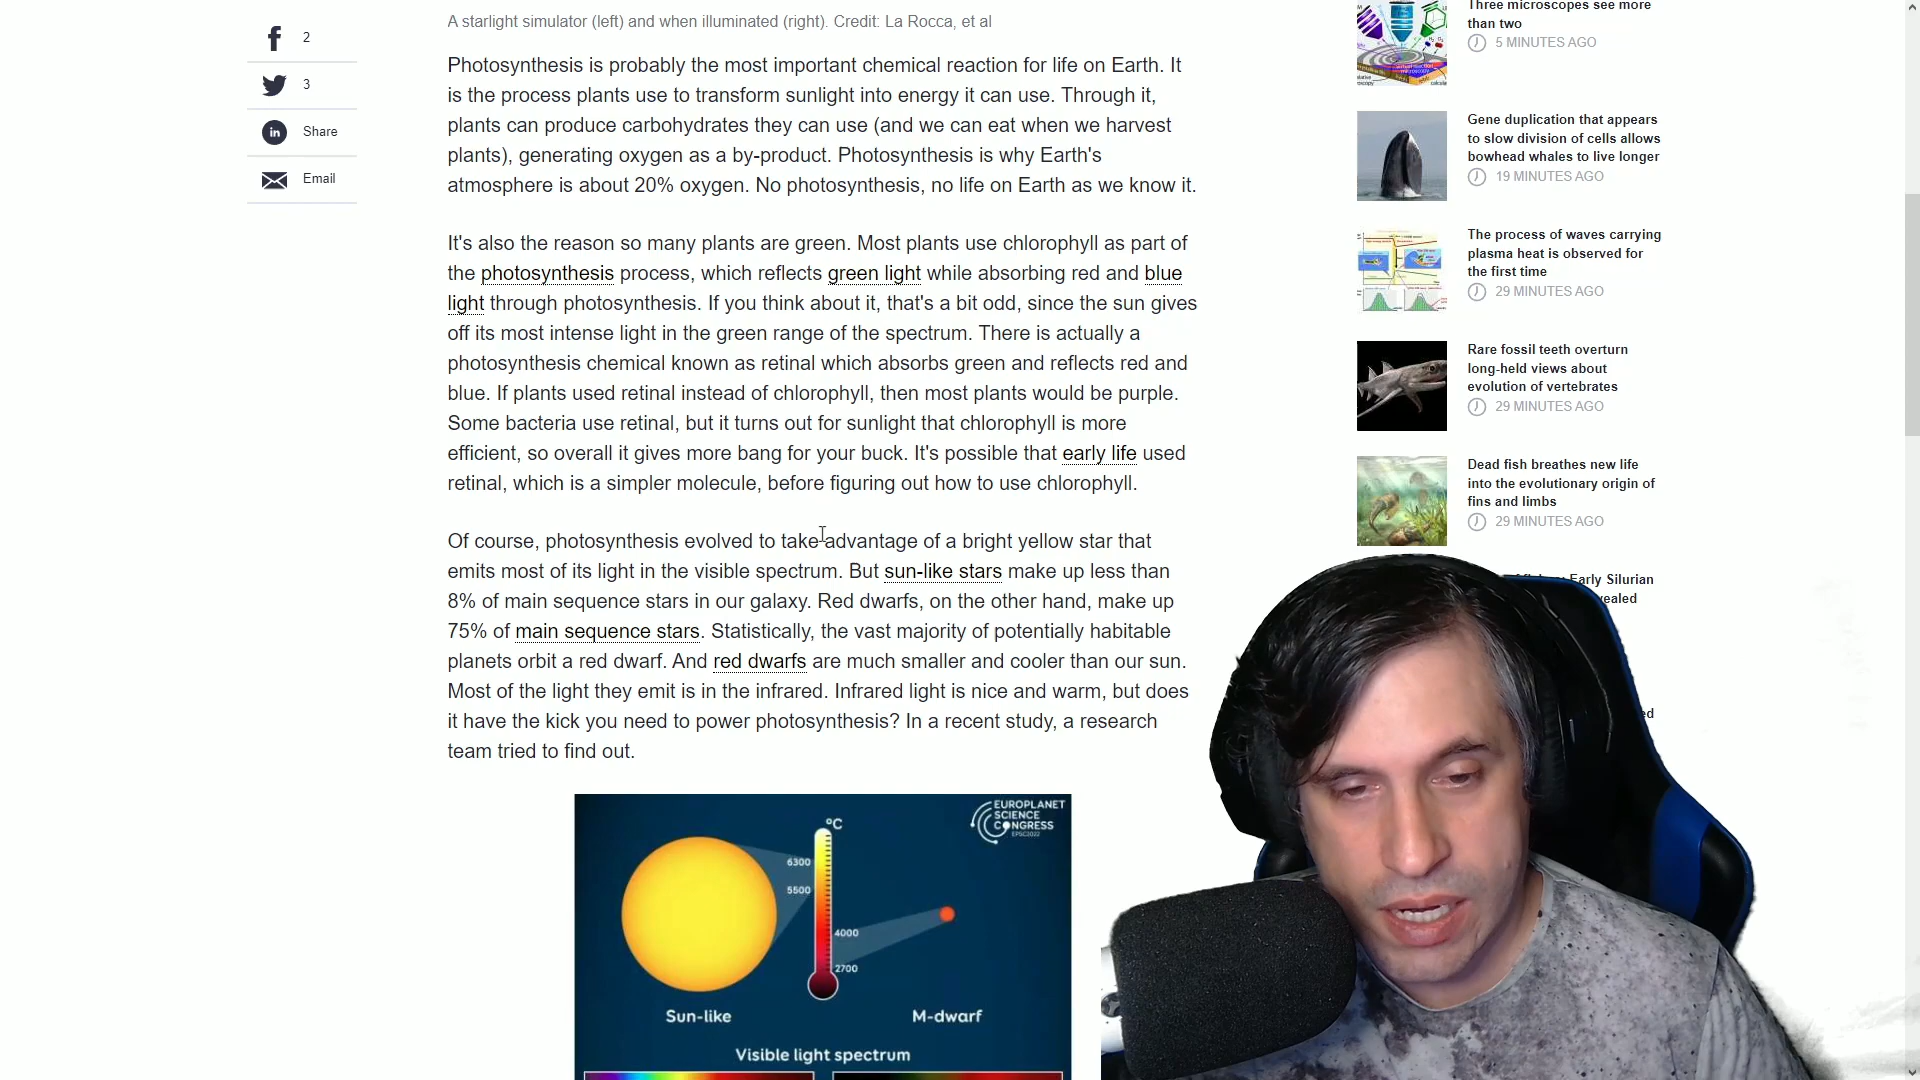 A starlight simulator (left) and when illuminated (right). Credit: La Rocca, et al
2
3
Share
Email
Photosynthesis is probably the most important chemical reaction for life on Earth. It
is the process plants use to transform sunlight into energy it can use. Through it,
plants can produce carbohydrates they can use (and we can eat when we harvest
plants), generating oxygen as a by-product. Photosynthesis is why Earth's
atmosphere is about 20% oxygen. No photosynthesis, no life on Earth as we know it.
It's also the reason so many plants are green. Most plants use chlorophyll as part of
the photosynthesis process, which reflects green light while absorbing red and blue
light through photosynthesis. If you think about it, that's a bit odd, since the sun gives
off its most intense light in the green range of the spectrum. There is actually a
photosynthesis chemical known as retinal which absorbs green and reflects red and
blue. If plants used retinal instead of chlorophyll, then most plants would be purple.
Some bacteria use retinal, but it turns out for sunlight that chlorophyll is more
efficient, so overall it gives more bang for your buck. It's possible that early life used
retinal, which is a simpler molecule, before figuring out how to use chlorophyll.
Of course, photosynthesis evolved to take advantage of a bright yellow star that
emits most of its light in the visible spectrum. But sun-like stars make up less than
8% of main sequence stars in our galaxy. Red dwarfs, on the other hand, make up
75% of main sequence stars. Statistically, the vast majority of potentially habitable
planets orbit a red dwarf. And red dwarfs are much smaller and cooler than our sun.
Most of the light they emit is in the infrared. Infrared light is nice and warm, but does
it have the kick you need to power photosynthesis? In a recent study, a research
team tried to find out.
EUROPLANET
SCIENCE
CONGRESS
EPSC2022
°C
6300
5500
4000
2700
Sun-like
M-dwarf
Visible light spectrum
Three microscopes see more
than two
5 MINUTES AGO
Gene duplication that appears
to slow division of cells allows
bowhead whales to live longer
19 MINUTES AGO
The process of waves carrying
plasma heat is observed for
the first time
29 MINUTES AGO
Rare fossil teeth overturn
long-held views about
evolution of vertebrates
29 MINUTES AGO
Dead fish breathes new life
into the evolutionary origin of
fins and limbs
29 MINUTES AGO
Early Silurian